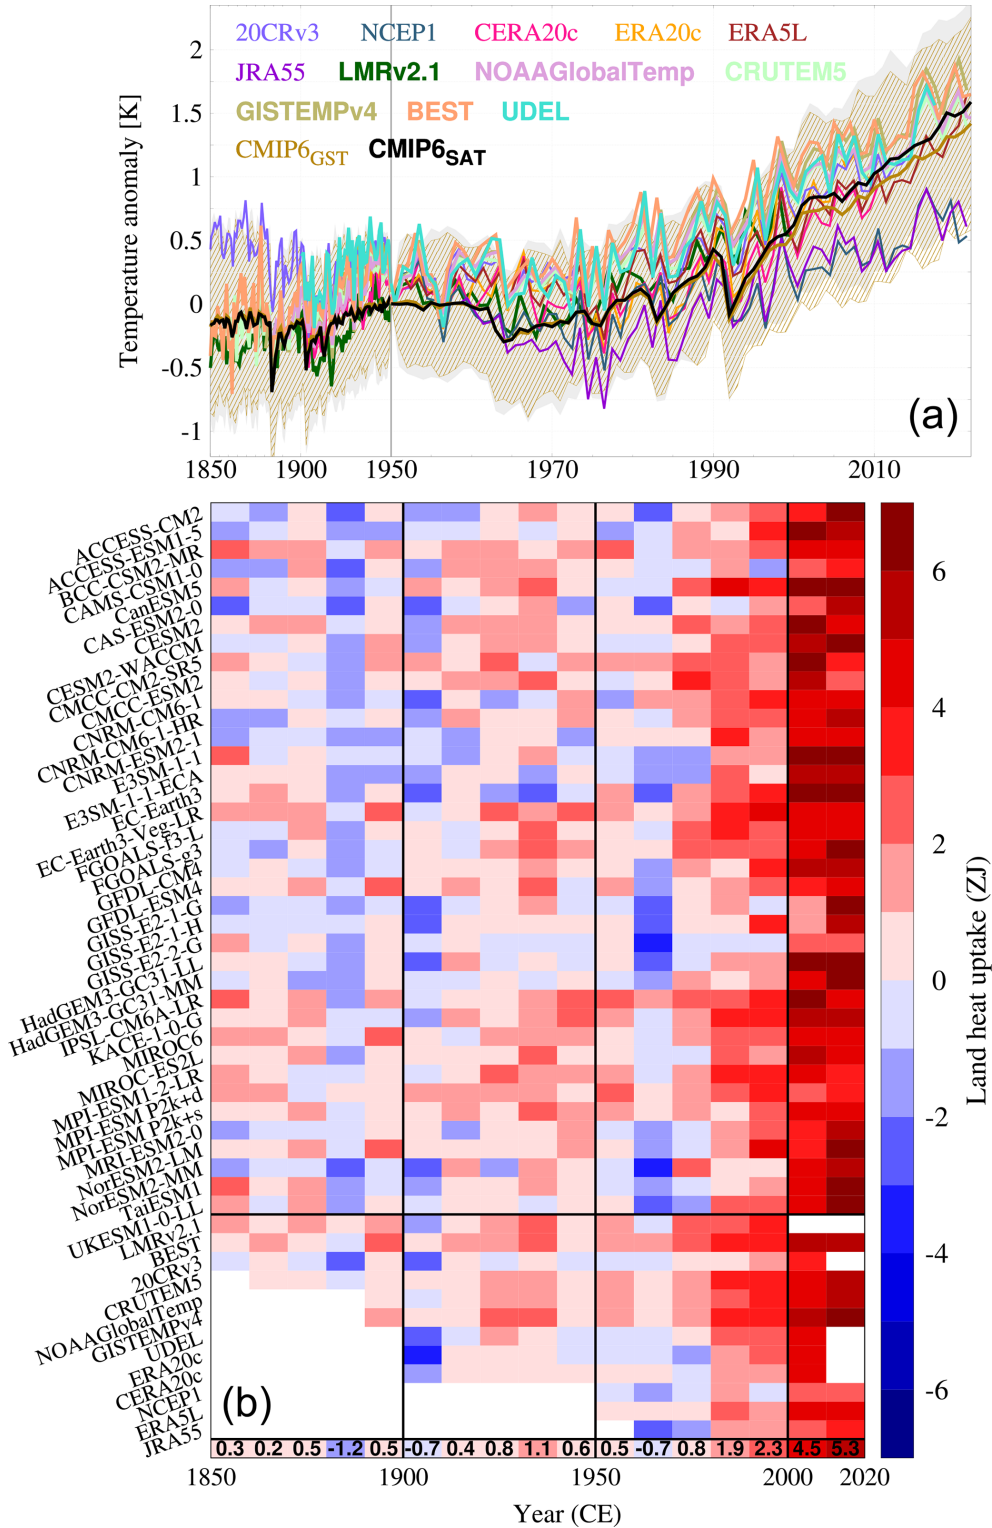 20CRv3 NCEP1 CERA20c ERA20c ERA5L
JRA55 LMRv2.1 NOAAGlobalTemp CRUTEM5
GISTEMPv4 BEST UDEL
CMIP6GST CMIP6SAT
Temperature anomaly [K]
2
1.5
1
0.5
0
-0.5
-1
(a)
1850 1900 1950 1970 1990 2010
ACCESS-CM2
ACCESS-ESM1-5
BCC-CSM2-MR
CAMS-CSM1-0
CanESM5
CAS-ESM2-0
CESM2
CESM2-WACCM
CMCC-CM2-SR5
CMCC-ESM2
CNRM-CM6-1
CNRM-CM6-1-HR
CNRM-ESM2-1
E3SM-1-1
E3SM-1-1-ECA
EC-Earth3
EC-Earth3-Veg-LR
FGOALS-f3-L
FGOALS-g3
GFDL-CM4
GFDL-ESM4
GISS-E2-1-G
GISS-E2-1-H
GISS-E2-2-G
HadGEM3-GC31-LL
HadGEM3-GC31-MM
IPSL-CM6A-LR
KACE-1-0-G
MIROC6
MIROC-ES2L
MPI-ESM1-2-LR
MPI-ESM P2k+d
MPI-ESM P2k+s
MRI-ESM2-0
NorESM2-LM
NorESM2-MM
TaiESM1
UKESM1-0-LL
LMRv2.1
BEST
20CRv3
CRUTEM5
NOAAGlobalTemp
GISTEMPv4
UDEL
ERA20c
CERA20c
NCEP1
ERA5L
JRA55
(b)
0.3 0.2 0.5 -1.2 0.5 -0.7 0.4 0.8 1.1 0.6 0.5 -0.7 0.8 1.9 2.3 4.5 5.3
1850 1900 1950 2000 2020
Year (CE)
6
4
2
0
-2
-4
-6
Land heat uptake (ZJ)